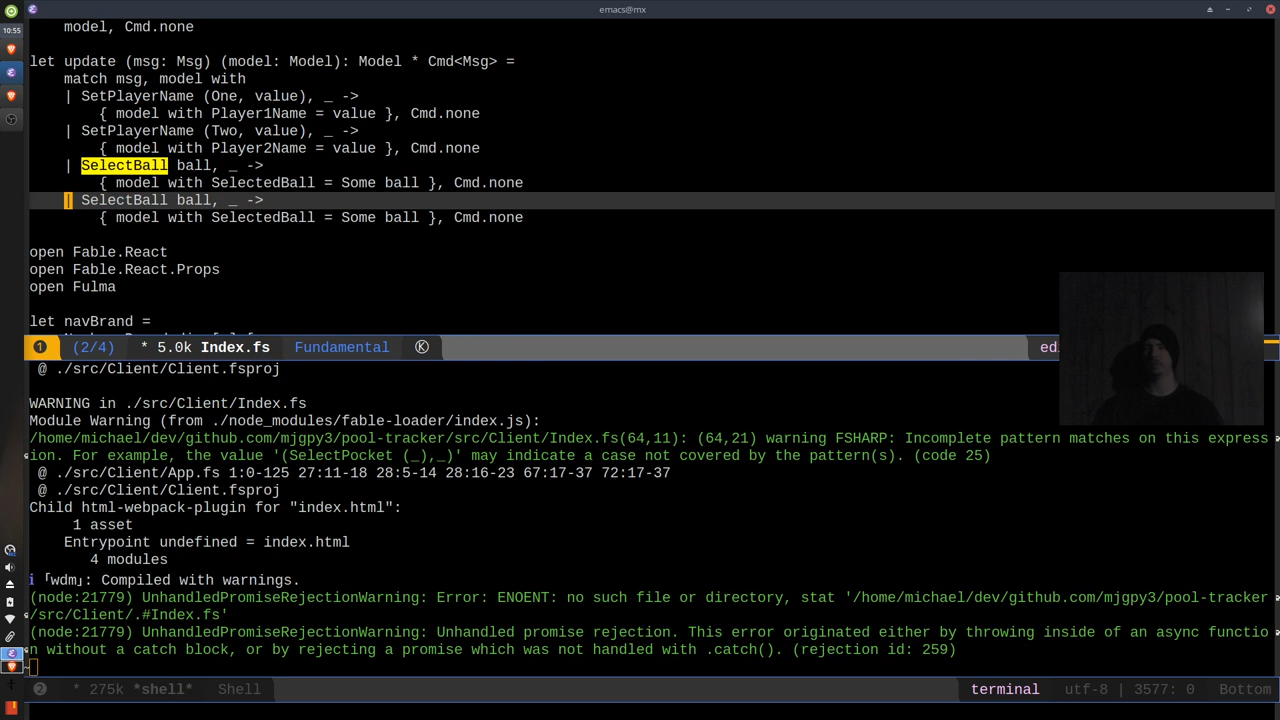 emacs@mx
10:55
model, Cmd.none
let update (msg: Msg) (model: Model): Model * Cmd<Msg> =
match msg, model with
| SetPlayerName (One, value), _ ->
{ model with Player1Name = value }, Cmd.none
| SetPlayerName (Two, value), _ ->
{ model with Player2Name = value }, Cmd.none
| SelectBall ball, _ ->
{ model with SelectedBall = Some ball }, Cmd.none
| SelectBall ball, _ ->
{ model with SelectedBall = Some ball }, Cmd.none
open Fable.React
open Fable.React.Props
open Fulma
let navBrand =
1 (2/4) * 5.0k Index.fs Fundamental K
@ ./src/Client/Client.fsproj
WARNING in ./src/Client/Index.fs
Module Warning (from ./node_modules/fable-loader/index.js):
/home/michael/dev/github.com/mjgpy3/pool-tracker/src/Client/Index.fs(64,11): (64,21) warning FSHARP: Incomplete pattern matches on this express
ion. For example, the value '(SelectPocket (_),_)' may indicate a case not covered by the pattern(s). (code 25)
@ ./src/Client/App.fs 1:0-125 27:11-18 28:5-14 28:16-23 67:17-37 72:17-37
@ ./src/Client/Client.fsproj
Child html-webpack-plugin for "index.html":
1 asset
Entrypoint undefined = index.html
4 modules
i ｢wdm｣: Compiled with warnings.
(node:21779) UnhandledPromiseRejectionWarning: Error: ENOENT: no such file or directory, stat '/home/michael/dev/github.com/mjgpy3/pool-tracker
/src/Client/.#Index.fs'
(node:21779) UnhandledPromiseRejectionWarning: Unhandled promise rejection. This error originated either by throwing inside of an async functio
n without a catch block, or by rejecting a promise which was not handled with .catch(). (rejection id: 259)
2 * 275k *shell* Shell terminal utf-8 | 3577: 0 Bottom